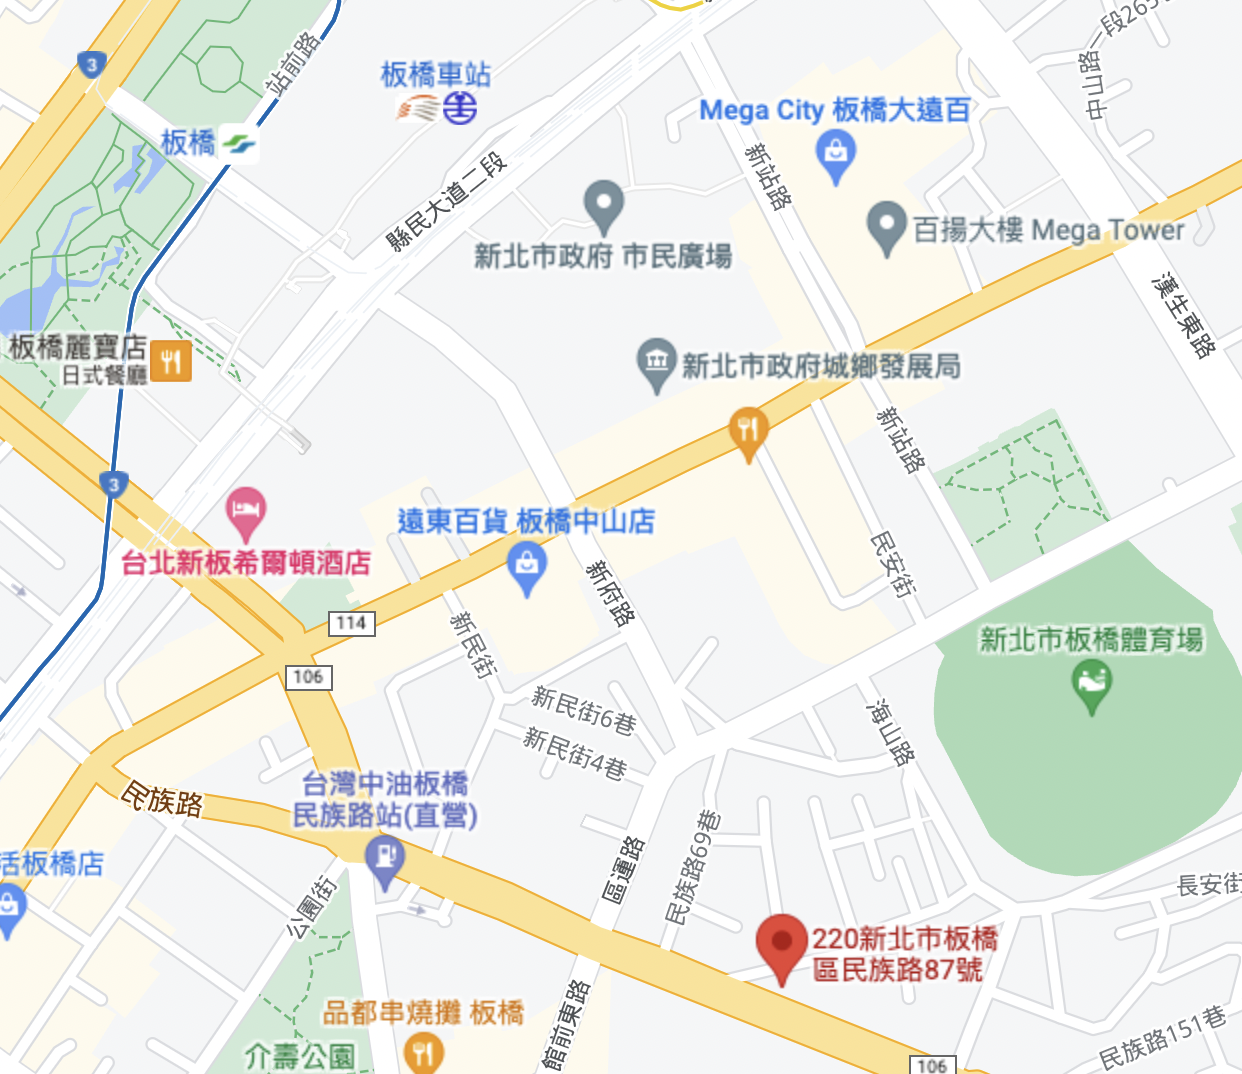 3
站前路
板橋車站
板橋
縣民大道二段
Mega City 板橋大遠百
新站路
中山路一段265
新北市政府 市民廣場
百揚大樓 Mega Tower
漢生東路
板橋麗寶店
日式餐廳
新北市政府城鄉發展局
新站路
3
台北新板希爾頓酒店
遠東百貨 板橋中山店
民安街
新府路
114
新民街
新北市板橋體育場
106
新民街6巷
新民街4巷
海山路
民族路
台灣中油板橋
民族路站(直營)
活板橋店
區運路
民族路69巷
公園街
長安街
220新北市板橋
區民族路87號
品都串燒攤 板橋
館前東路
介壽公園
民族路151巷
106